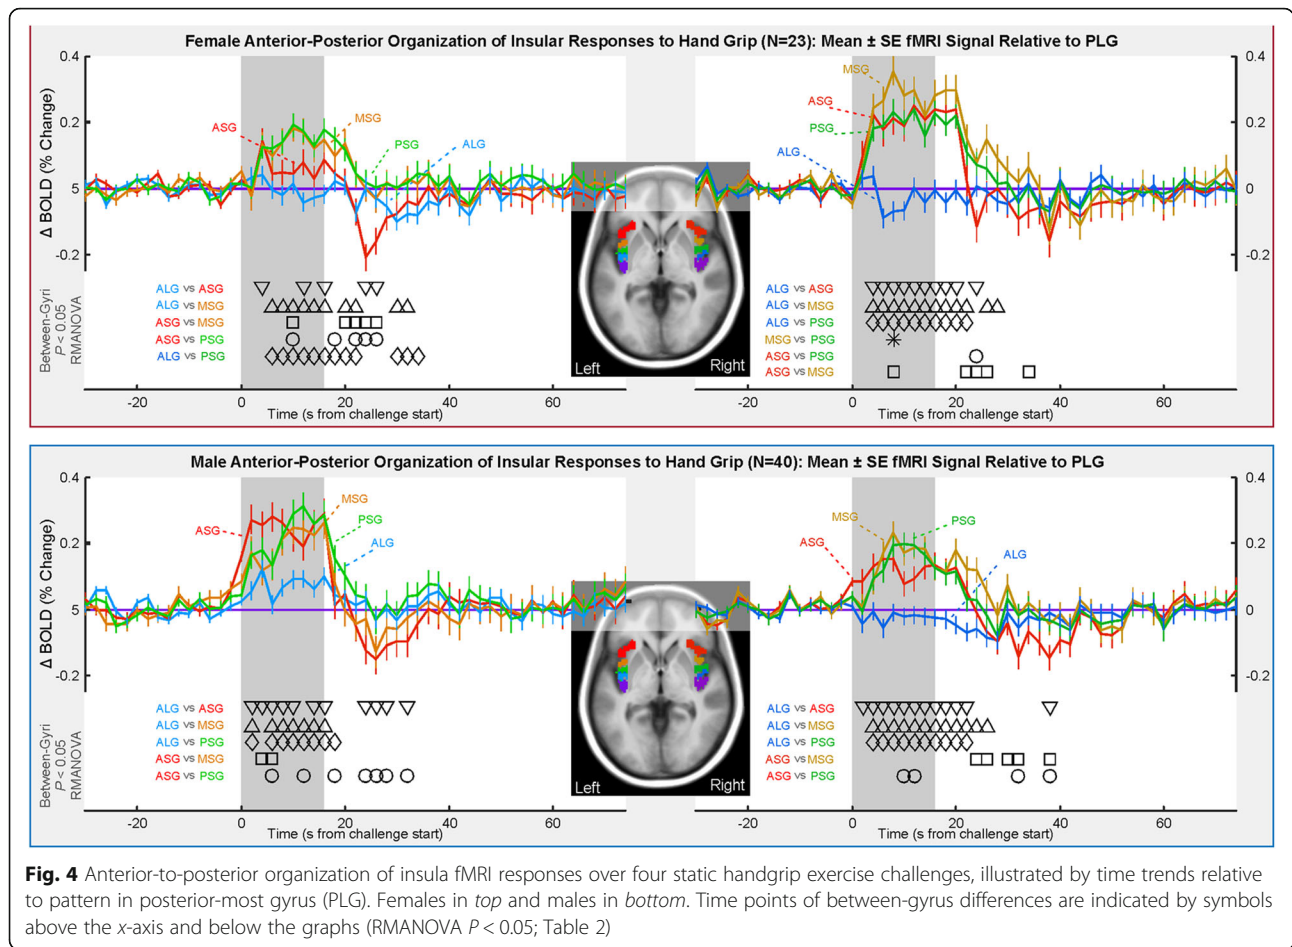 Female Anterior-Posterior Organization of Insular Responses to Hand Grip (N=23): Mean ± SE fMRI Signal Relative to PLG
Δ BOLD (% Change)
0.4
0.2
5
-0.2
ASG
MSG
PSG
ALG
MSG
ASG
PSG
ALG
0.4
0.2
0
-0.2
Between-Gyri
P < 0.05
RMANOVA
ALG vs ASG
ALG vs MSG
ASG vs MSG
ASG vs PSG
ALG vs PSG
Left
Right
ALG vs ASG
ALG vs MSG
ALG vs PSG
MSG vs PSG
ASG vs PSG
ASG vs MSG
-20 0 20 40 60
Time (s from challenge start)
-20 0 20 40 60
Time (s from challenge start)
Male Anterior-Posterior Organization of Insular Responses to Hand Grip (N=40): Mean ± SE fMRI Signal Relative to PLG
Δ BOLD (% Change)
0.4
0.2
5
-0.2
ASG
MSG
PSG
ALG
ASG
MSG
PSG
ALG
0.4
0.2
0
-0.2
Between-Gyri
P < 0.05
RMANOVA
ALG vs ASG
ALG vs MSG
ALG vs PSG
ASG vs MSG
ASG vs PSG
Left
Right
ALG vs ASG
ALG vs MSG
ALG vs PSG
ASG vs MSG
ASG vs PSG
-20 0 20 40 60
Time (s from challenge start)
-20 0 20 40 60
Time (s from challenge start)
Fig. 4 Anterior-to-posterior organization of insula fMRI responses over four static handgrip exercise challenges, illustrated by time trends relative
to pattern in posterior-most gyrus (PLG). Females in top and males in bottom. Time points of between-gyrus differences are indicated by symbols
above the x-axis and below the graphs (RMANOVA P < 0.05; Table 2)